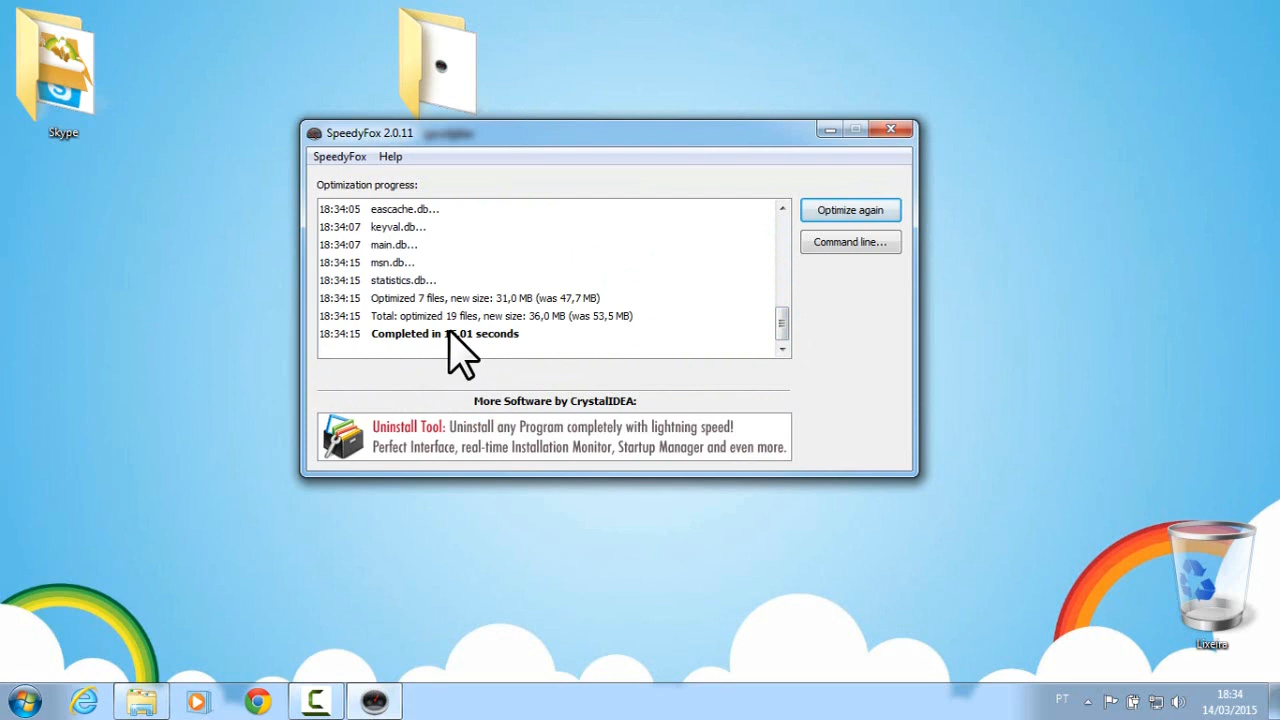 Skype
SpeedyFox 2.0.11
SpeedyFox Help
Optimization progress:
18:34:05 eascache.db...
18:34:07 keyval.db...
18:34:07 main.db...
18:34:15 msn.db...
18:34:15 statistics.db...
18:34:15 Optimized 7 files, new size: 31,0 MB (was 47,7 MB)
18:34:15 Total: optimized 19 files, new size: 36,0 MB (was 53,5 MB)
18:34:15 Completed in seconds
Optimize again
Command line...
More Software by CrystalIDEA:
Uninstall Tool: Uninstall any Program completely with lightning speed!
Perfect Interface, real-time Installation Monitor, Startup Manager and even more.
Lixeira
PT
18:34
14/03/2015